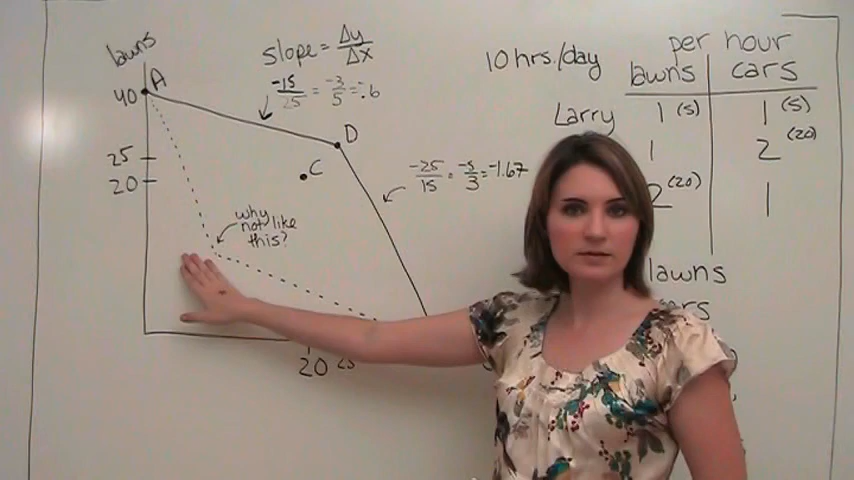 lawns
A
40
25
20
slope = Δy/Δx
-15/25 = -3/5 = -.6
D
C
-25/15 = -5/3 = -1.67
why
not like
this?
20 25
10 hrs./day
per hour
lawns cars
Larry 1 (5) 1 (5)
1 2 (20)
2 (20) 1
lawns